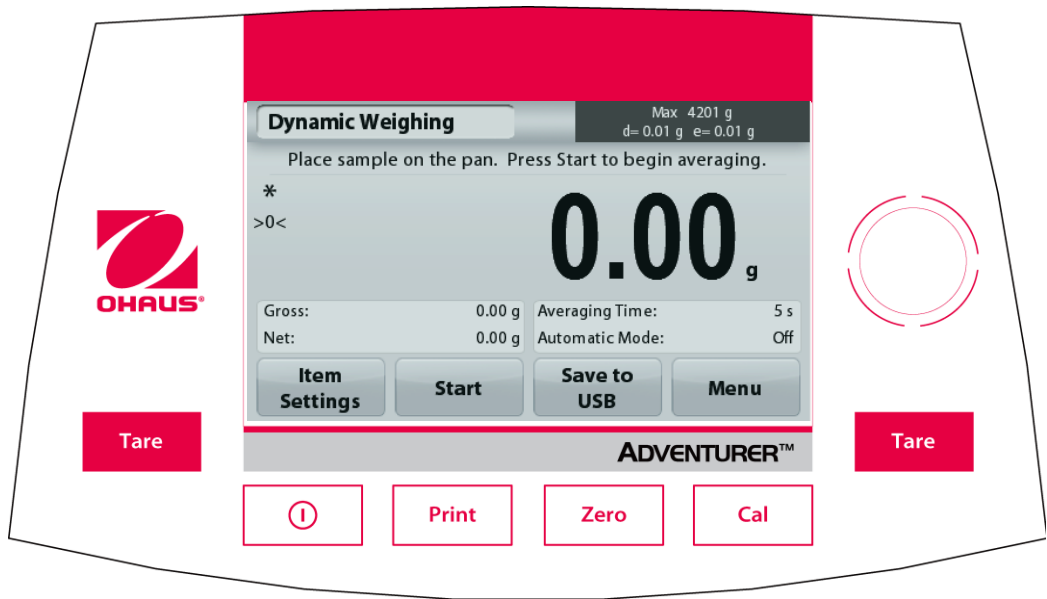 Dynamic Weighing
Max 4201 g
d= 0.01 g e= 0.01 g
Place sample on the pan. Press Start to begin averaging.
*
>0<
0.00 g
OHAUS®
Gross: 0.00 g
Net: 0.00 g
Averaging Time: 5 s
Automatic Mode: Off
Item
Settings
Start
Save to
USB
Menu
Tare
ADVENTURER™
Tare
Print
Zero
Cal